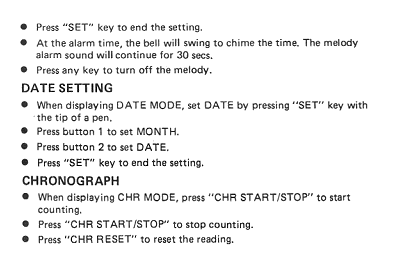 ● Press "SET" key to end the setting.
● At the alarm time, the bell will swing to chime the time. The melody
alarm sound will continue for 30 secs.
● Press any key to turn off the melody.
DATE SETTING
● When displaying DATE MODE, set DATE by pressing "SET" key with
the tip of a pen.
● Press button 1 to set MONTH.
● Press button 2 to set DATE.
● Press "SET" key to end the setting.
CHRONOGRAPH
● When displaying CHR MODE, press "CHR START/STOP" to start
counting.
● Press "CHR START/STOP" to stop counting.
● Press "CHR RESET" to reset the reading.